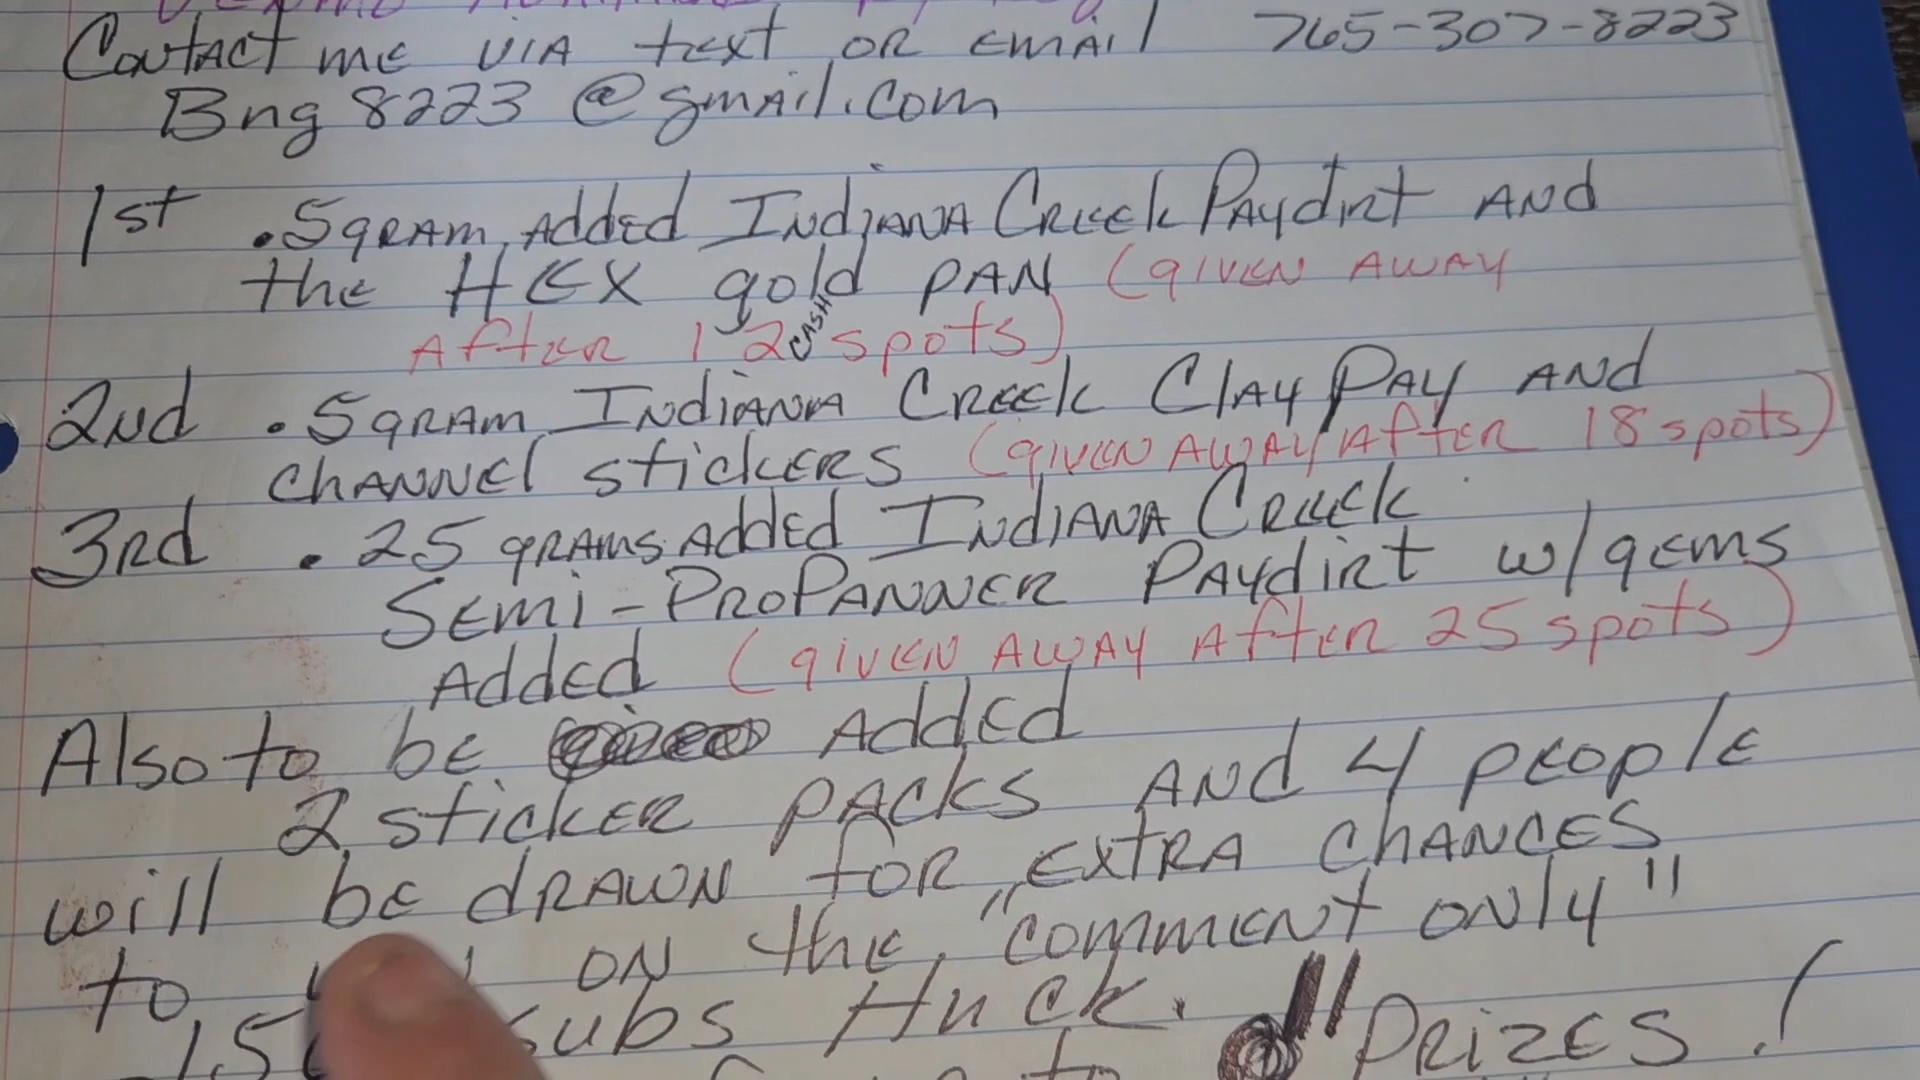 Contact me via text or email 765-307-8223
Bng8223@gmail.com
1st .5gram Added Indiana Creek Paydirt and
the HEX gold pan (given away
After 12 cash spots)
2nd .5gram Indiana Creek Clay Pay and
channel stickers (given away after 18 spots)
3rd .25 grams added Indiana Creek
Semi-ProPanner Paydirt w/gems
Added (given away after 25 spots)
Also to be Added
2 sticker packs and 4 people
will be drawn for "extra chances
to on the "comment only"
subs Huck.
Prizes!